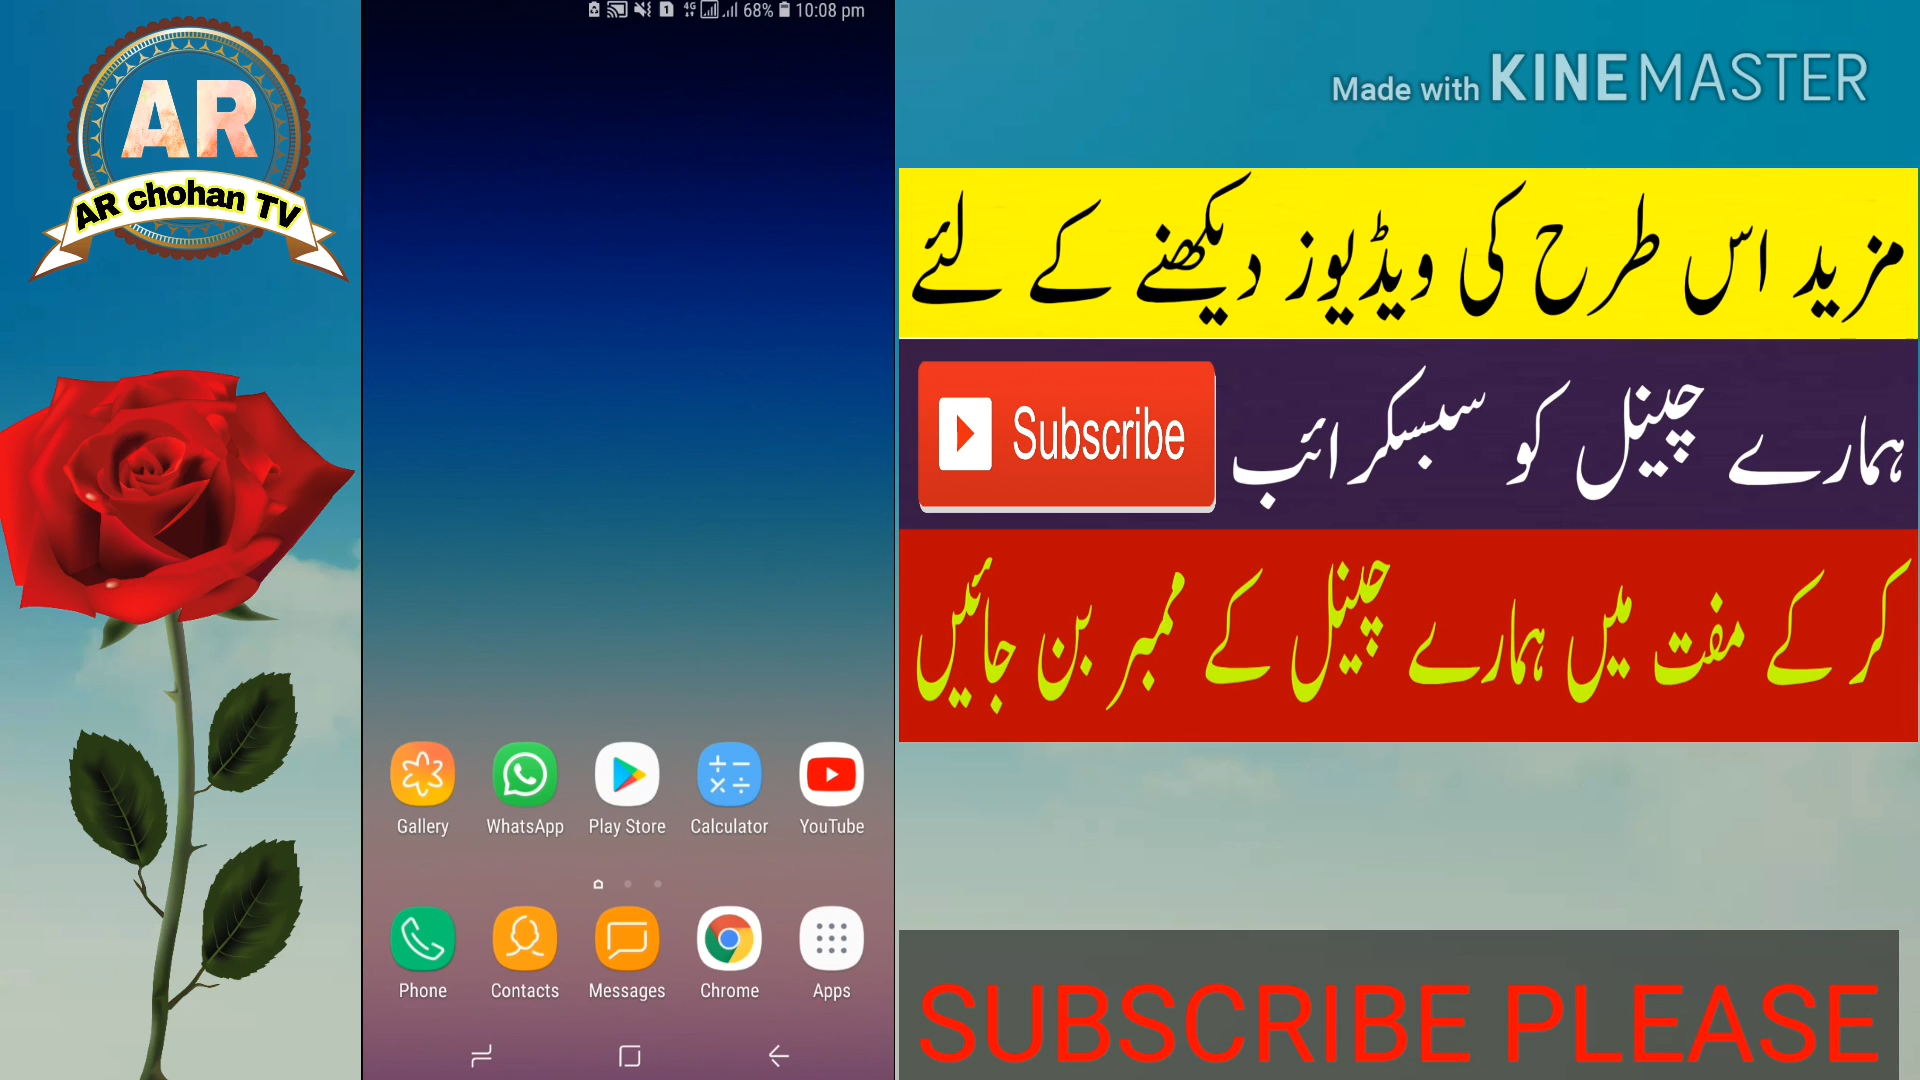 AR
AR chohan TV
4G 68% 10:08 pm
Made with KINEMASTER
مزید اس طرح کی ویڈیوز دیکھنے کے لئے
ہمارے چینل کو سبسکرائب Subscribe
کر کے مفت میں ہمارے چینل کے ممبر بن جائیں
Gallery WhatsApp Play Store Calculator YouTube
Phone Contacts Messages Chrome Apps
SUBSCRIBE PLEASE